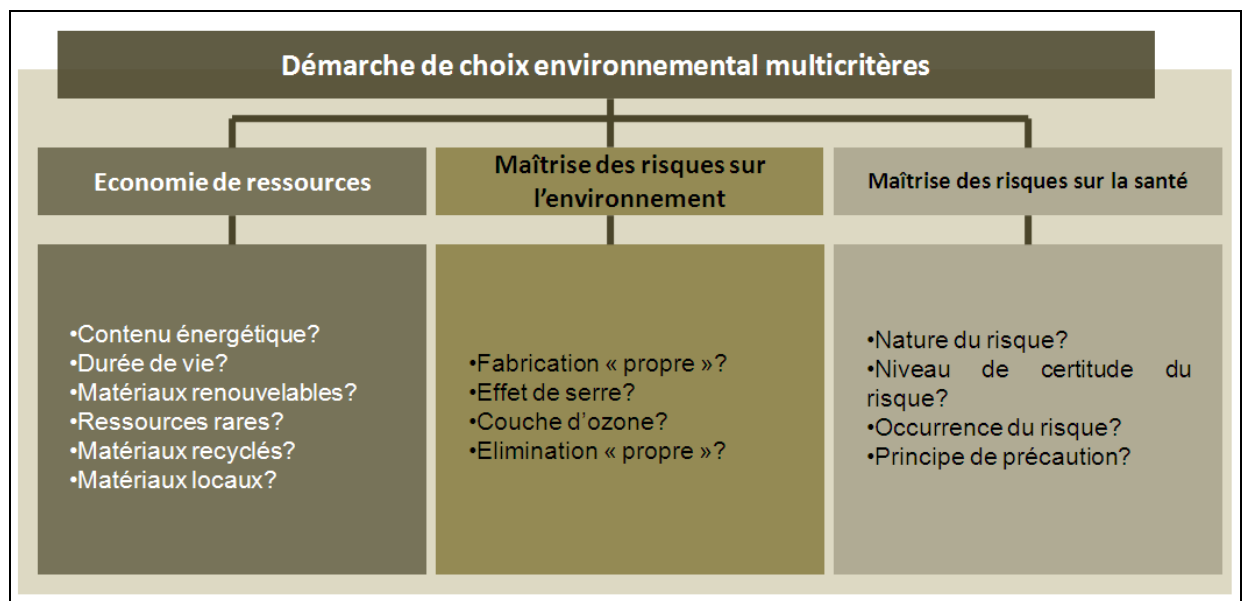 Démarche de choix environnemental multicritères
Economie de ressources
Maîtrise des risques sur
l'environnement
Maîtrise des risques sur la santé
•Contenu énergétique?
•Durée de vie?
•Matériaux renouvelables?
•Ressources rares?
•Matériaux recyclés?
•Matériaux locaux?
•Fabrication « propre »?
•Effet de serre?
•Couche d'ozone?
•Elimination « propre »?
•Nature du risque?
•Niveau de certitude du
risque?
•Occurrence du risque?
•Principe de précaution?